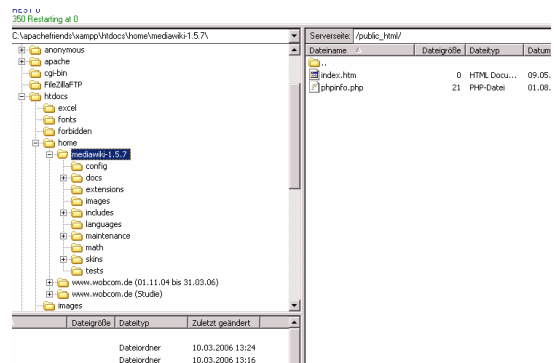 REST 0
350 Restarting at 0
C:\apachefriends\xampp\htdocs\home\mediawiki-1.5.7\
Serverseite: /public_html/
Dateiname Dateigröße Dateityp Datum
..
index.htm 0 HTML Docu... 09.05.
phpinfo.php 21 PHP-Datei 01.08.
anonymous
apache
cgi-bin
FileZillaFTP
htdocs
excel
fonts
forbidden
home
mediawiki-1.5.7
config
docs
extensions
images
includes
languages
maintenance
math
skins
tests
www.wobcom.de (01.11.04 bis 31.03.06)
www.wobcom.de (Studie)
images
Dateigröße Dateityp Zuletzt geändert
Dateiordner 10.03.2006 13:24
Dateiordner 10.03.2006 13:16